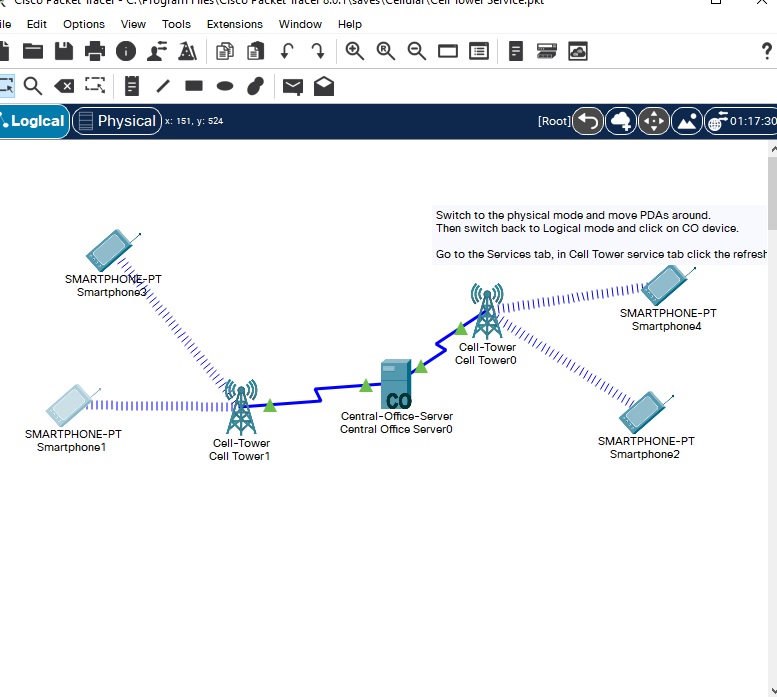 Cisco Packet Tracer - C:\Program Files\Cisco Packet Tracer 8.0.1\saves\Cellular\Cell Tower Service.pkt
ile Edit Options View Tools Extensions Window Help
?
Logical Physical x: 151, y: 524 [Root] 01:17:30
Switch to the physical mode and move PDAs around.
Then switch back to Logical mode and click on CO device.
Go to the Services tab, in Cell Tower service tab click the refresh
SMARTPHONE-PT
Smartphone3
SMARTPHONE-PT
Smartphone4
Cell-Tower
Cell Tower0
CO
Central-Office-Server
Central Office Server0
SMARTPHONE-PT
Smartphone1
Cell-Tower
Cell Tower1
SMARTPHONE-PT
Smartphone2